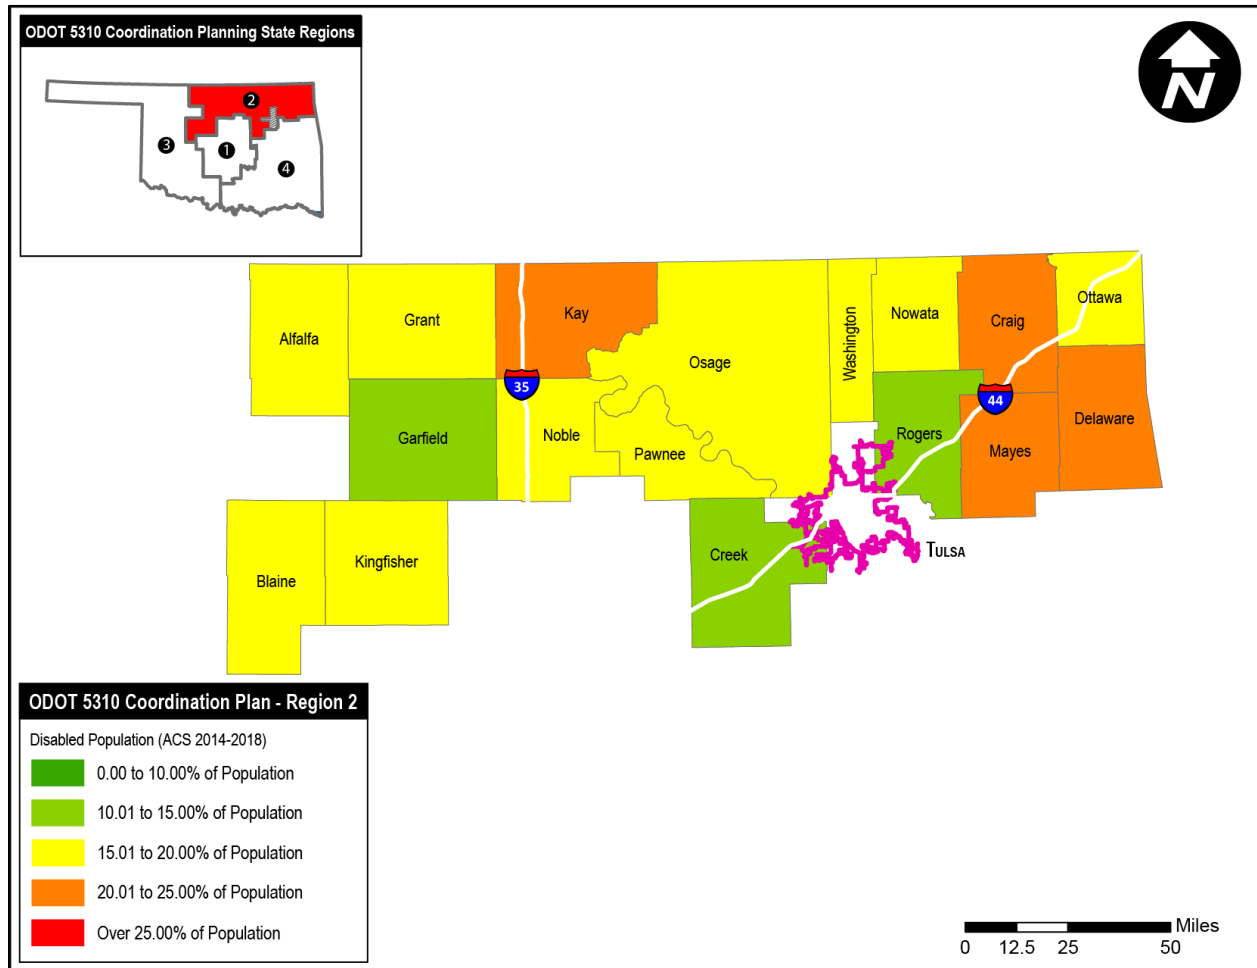 ODOT 5310 Coordination Planning State Regions
2
3
1
4
N
Alfalfa
Grant
Kay
Osage
Washington
Nowata
Craig
Ottawa
35
44
Garfield
Noble
Pawnee
Rogers
Mayes
Delaware
Blaine
Kingfisher
Creek
TULSA
ODOT 5310 Coordination Plan - Region 2
Disabled Population (ACS 2014-2018)
0.00 to 10.00% of Population
10.01 to 15.00% of Population
15.01 to 20.00% of Population
20.01 to 25.00% of Population
Over 25.00% of Population
Miles
0 12.5 25 50